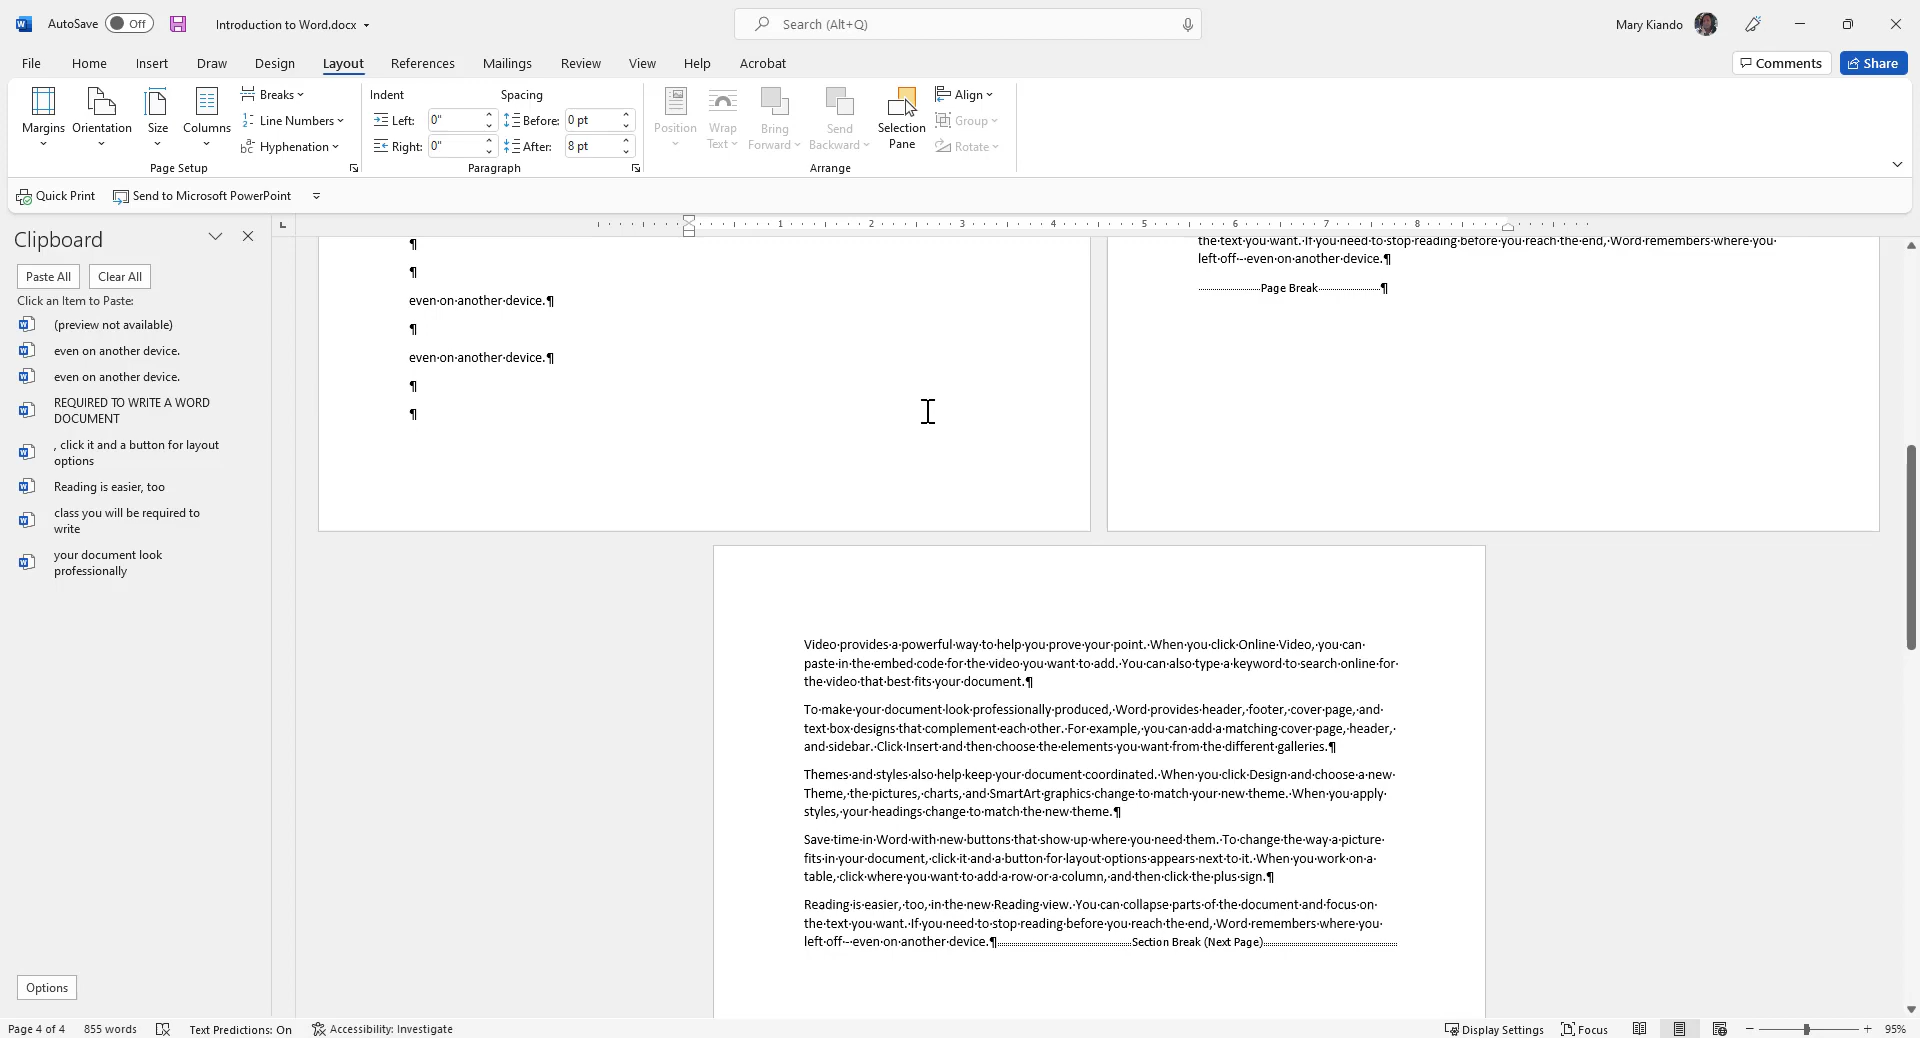 AutoSave Off Introduction to Word.docx Search (Alt+Q) Mary Kiando
File Home Insert Draw Design Layout References Mailings Review View Help Acrobat Comments Share
Margins Orientation Size Columns
Breaks
Line Numbers
Hyphenation
Page Setup
Indent Spacing
Left: 0" Before: 0 pt
Right: 0" After: 8 pt
Paragraph
Position Wrap Text Bring Forward Send Backward Selection Pane
Align
Group
Rotate
Arrange
Quick Print Send to Microsoft PowerPoint
Clipboard
Paste All Clear All
Click an Item to Paste:
(preview not available)
even on another device.
even on another device.
REQUIRED TO WRITE A WORD
DOCUMENT
, click it and a button for layout
options
Reading is easier, too
class you will be required to
write
your document look
professionally
Options
1 2 3 4 5 6 7 8
¶
¶
even·on·another·device.¶
¶
even·on·another·device.¶
¶
¶
the·text·you·want.·If·you·need·to·stop·reading·before·you·reach·the·end,·Word·remembers·where·you·
left·off·-·even·on·another·device.¶
Page Break¶
Video·provides·a·powerful·way·to·help·you·prove·your·point.·When·you·click·Online·Video,·you·can·
paste·in·the·embed·code·for·the·video·you·want·to·add.·You·can·also·type·a·keyword·to·search·online·for·
the·video·that·best·fits·your·document.¶
To·make·your·document·look·professionally·produced,·Word·provides·header,·footer,·cover·page,·and·
text·box·designs·that·complement·each·other.·For·example,·you·can·add·a·matching·cover·page,·header,·
and·sidebar.·Click·Insert·and·then·choose·the·elements·you·want·from·the·different·galleries.¶
Themes·and·styles·also·help·keep·your·document·coordinated.·When·you·click·Design·and·choose·a·new·
Theme,·the·pictures,·charts,·and·SmartArt·graphics·change·to·match·your·new·theme.·When·you·apply·
styles,·your·headings·change·to·match·the·new·theme.¶
Save·time·in·Word·with·new·buttons·that·show·up·where·you·need·them.·To·change·the·way·a·picture·
fits·in·your·document,·click·it·and·a·button·for·layout·options·appears·next·to·it.·When·you·work·on·a·
table,·click·where·you·want·to·add·a·row·or·a·column,·and·then·click·the·plus·sign.¶
Reading·is·easier,·too,·in·the·new·Reading·view.·You·can·collapse·parts·of·the·document·and·focus·on·
the·text·you·want.·If·you·need·to·stop·reading·before·you·reach·the·end,·Word·remembers·where·you·
left·off·-·even·on·another·device.¶Section Break (Next Page)
Page 4 of 4 855 words Text Predictions: On Accessibility: Investigate Display Settings Focus 95%